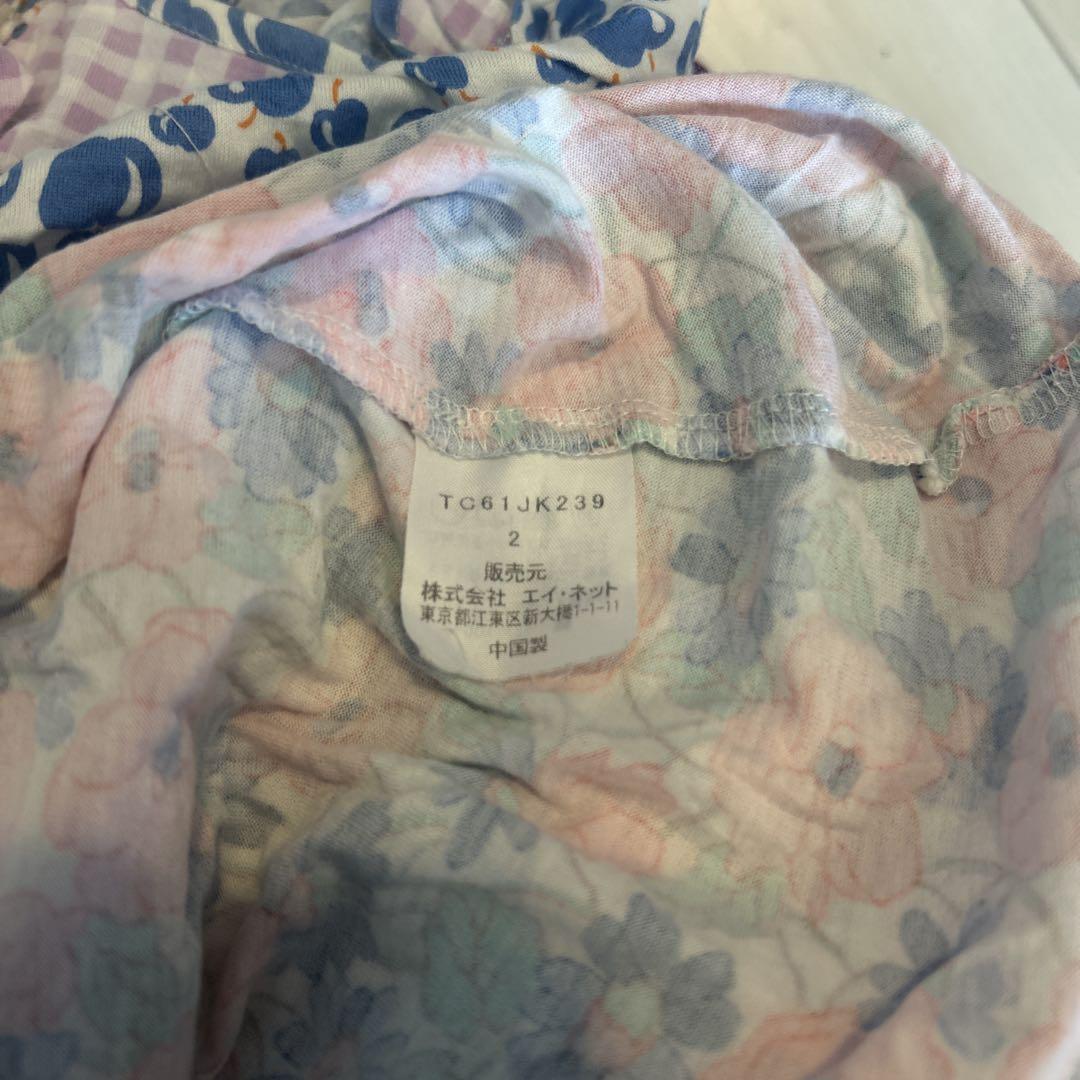 TC61JK239
2
販売元
株式会社 エイ・ネット
東京都江東区新大橋1-1-11
中国製